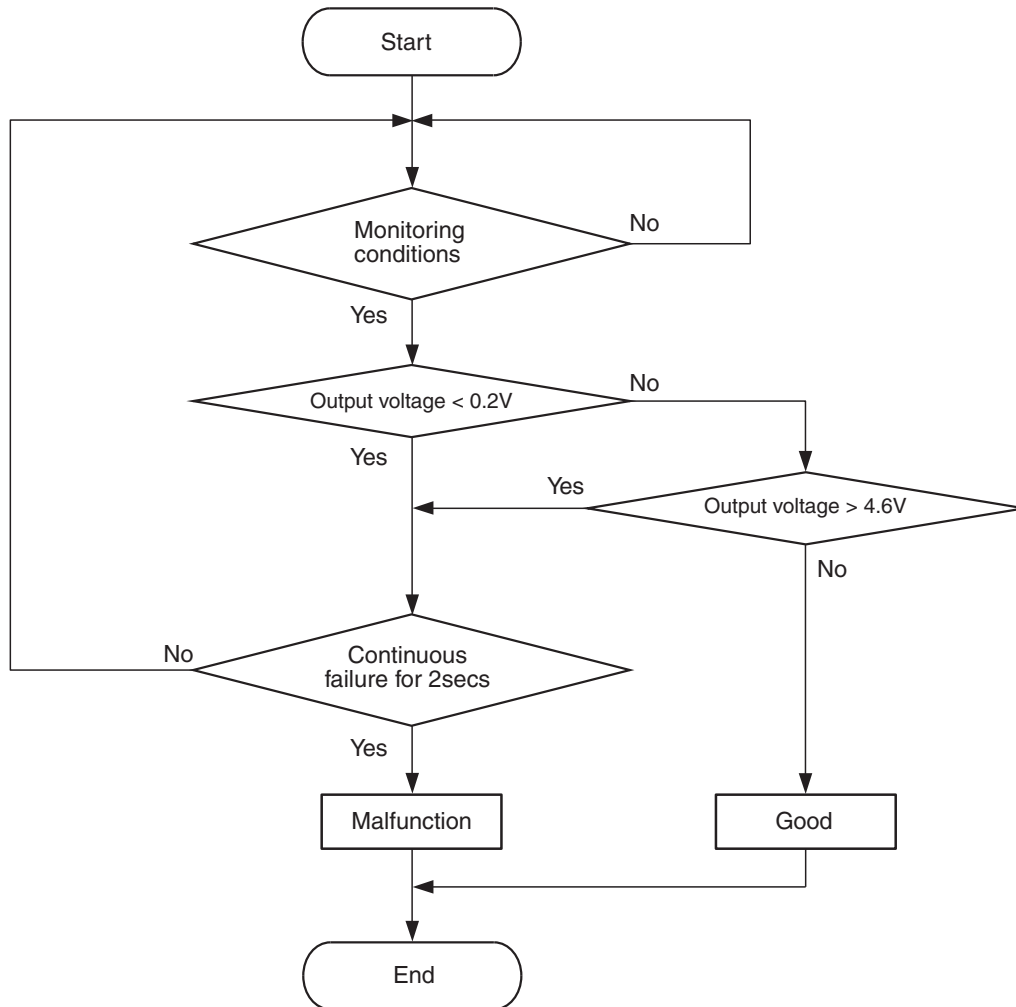 Start
Monitoring
conditions
No
Yes
Output voltage < 0.2V
No
Yes
Yes
Output voltage > 4.6V
No
Continuous
failure for 2secs
No
Yes
Malfunction
Good
End